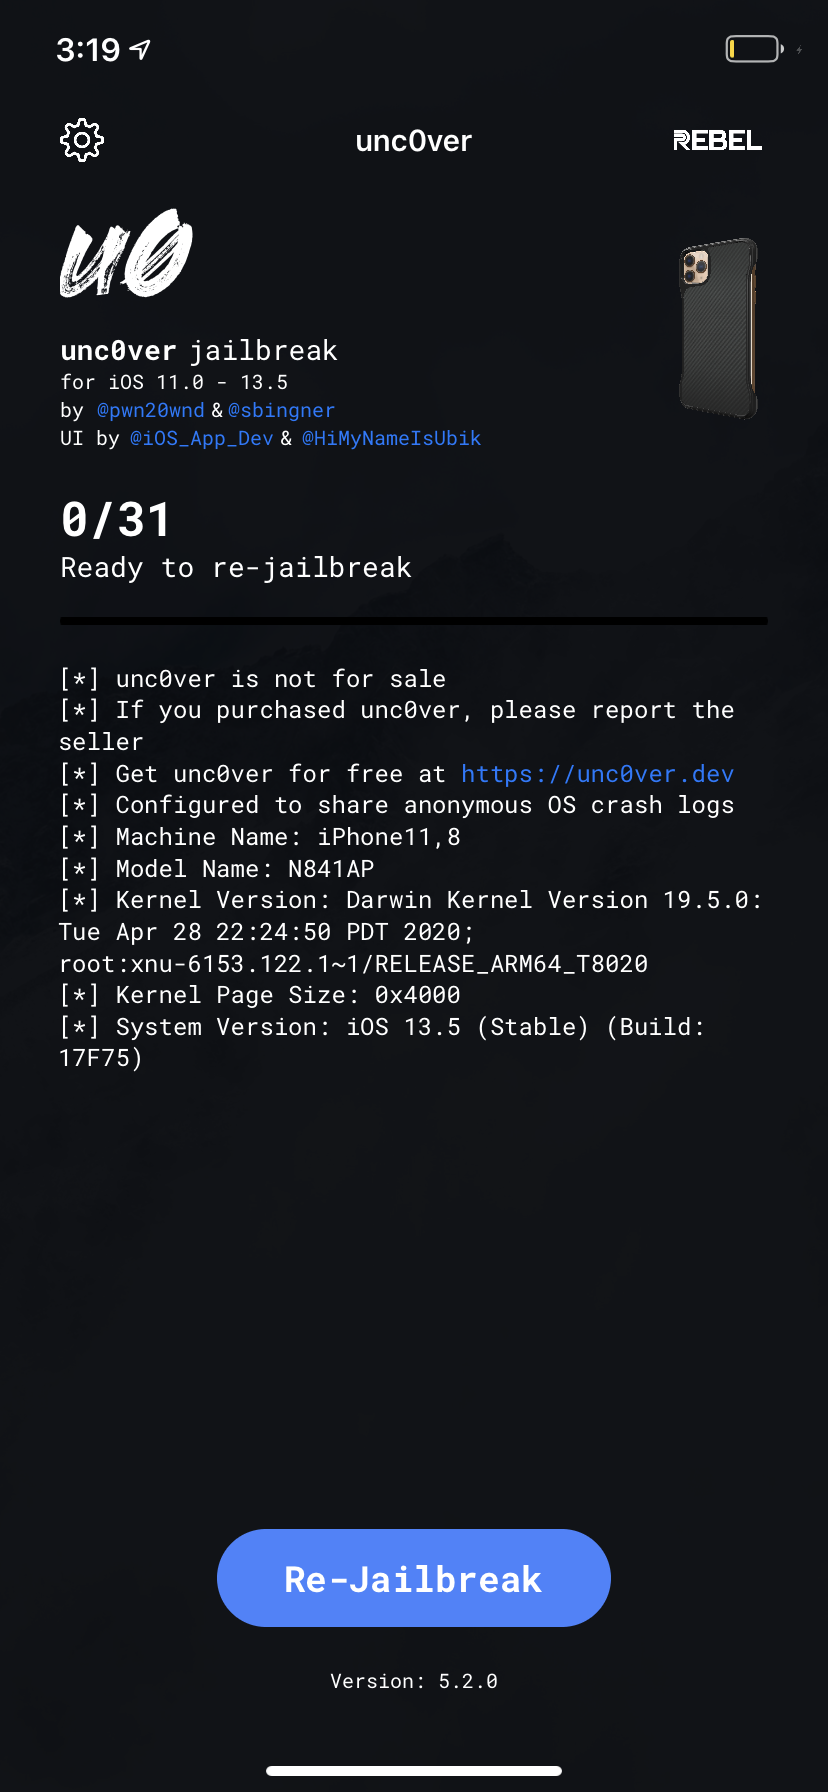 3:19
unc0ver
REBEL
u0
unc0ver jailbreak
for iOS 11.0 - 13.5
by @pwn20wnd & @sbingner
UI by @iOS_App_Dev & @HiMyNameIsUbik
0/31
Ready to re-jailbreak
[*] unc0ver is not for sale
[*] If you purchased unc0ver, please report the
seller
[*] Get unc0ver for free at https://unc0ver.dev
[*] Configured to share anonymous OS crash logs
[*] Machine Name: iPhone11,8
[*] Model Name: N841AP
[*] Kernel Version: Darwin Kernel Version 19.5.0:
Tue Apr 28 22:24:50 PDT 2020;
root:xnu-6153.122.1~1/RELEASE_ARM64_T8020
[*] Kernel Page Size: 0x4000
[*] System Version: iOS 13.5 (Stable) (Build:
17F75)
Re-Jailbreak
Version: 5.2.0